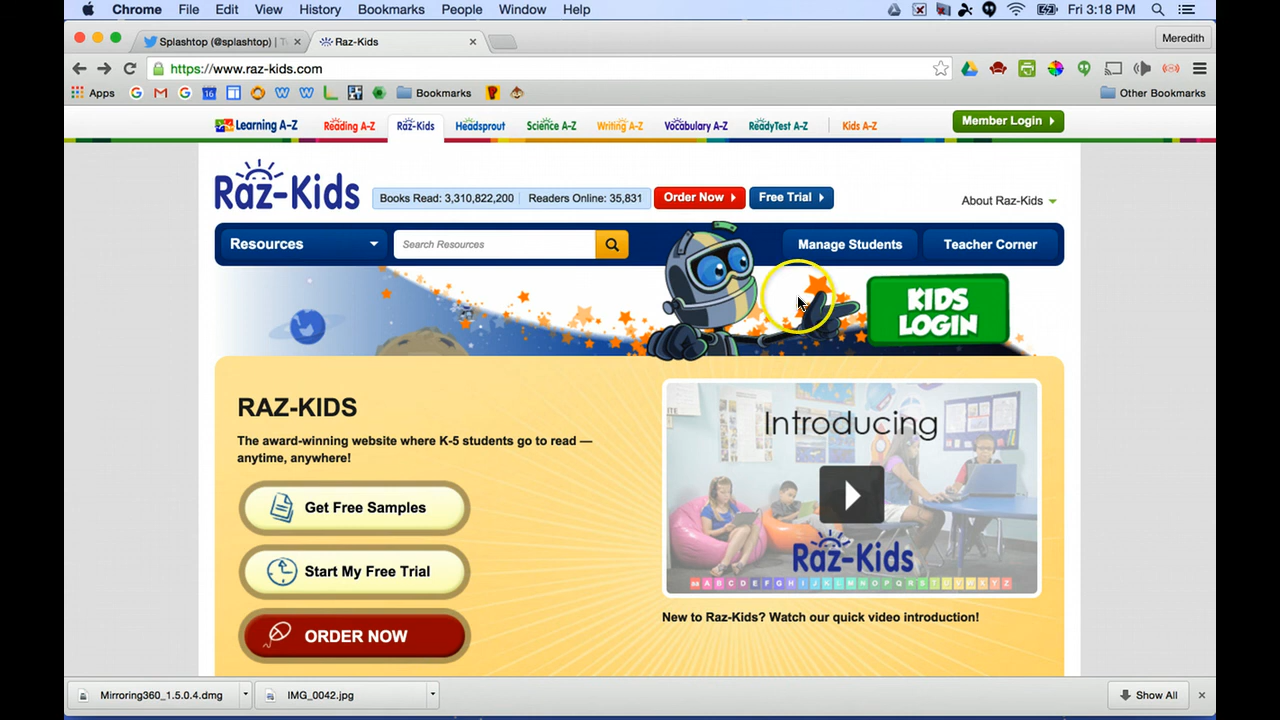 Chrome File Edit View History Bookmarks People Window Help Fri 3:18 PM
Splashtop (@splashtop) | T
Raz-Kids
Meredith
https://www.raz-kids.com
Apps
Bookmarks
Other Bookmarks
Learning A-Z
Reading A-Z
Raz-Kids
Headsprout
Science A-Z
Writing A-Z
Vocabulary A-Z
ReadyTest A-Z
Kids A-Z
Member Login
Raz-Kids
Books Read: 3,310,822,200
Readers Online: 35,831
Order Now
Free Trial
About Raz-Kids
Resources
Search Resources
Manage Students
Teacher Corner
KIDS
LOGIN
RAZ-KIDS
The award-winning website where K-5 students go to read —
anytime, anywhere!
Get Free Samples
Start My Free Trial
ORDER NOW
Introducing
Raz-Kids
aa A B C D E F G H I J K L M N O P Q R S T U V W X Y Z
New to Raz-Kids? Watch our quick video introduction!
Mirroring360_1.5.0.4.dmg
IMG_0042.jpg
Show All